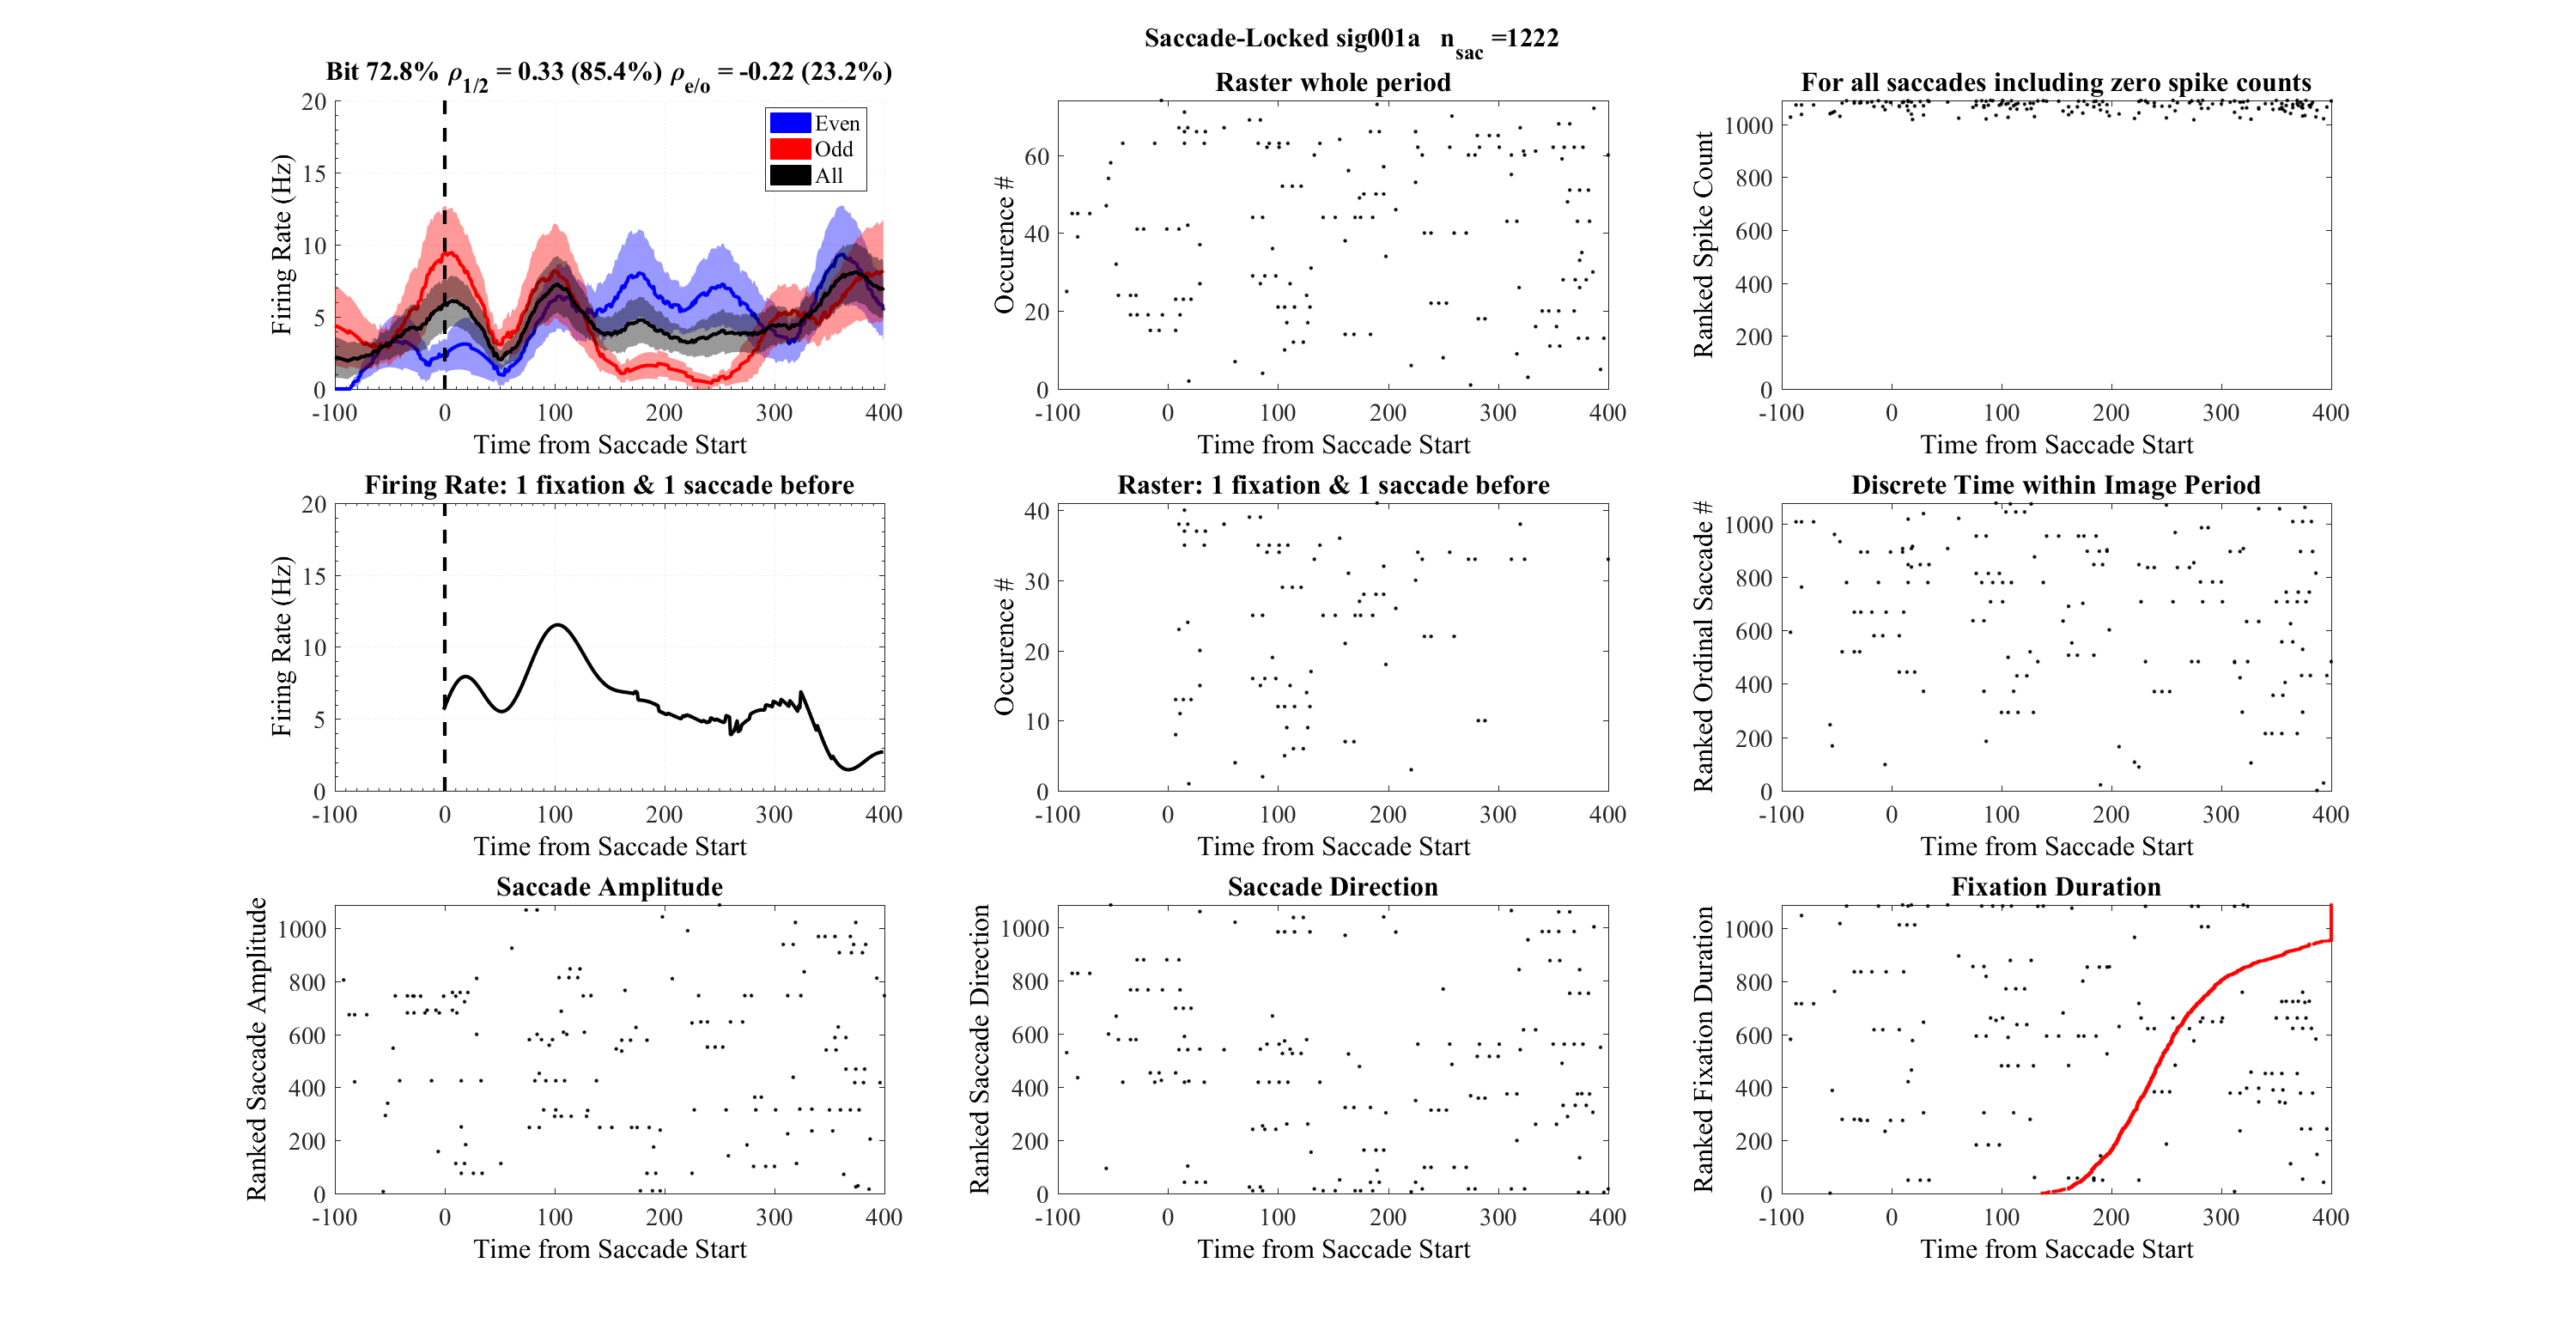 Saccade-Locked sig001a n_sac =1222
Bit 72.8% ρ_1/2 = 0.33 (85.4%) ρ_e/o = -0.22 (23.2%)
20
15
10
5
0
-100 0 100 200 300 400
Firing Rate (Hz)
Time from Saccade Start
Even
Odd
All
Raster whole period
60
40
20
0
-100 0 100 200 300 400
Occurence #
Time from Saccade Start
For all saccades including zero spike counts
1000
800
600
400
200
0
-100 0 100 200 300 400
Ranked Spike Count
Time from Saccade Start
Firing Rate: 1 fixation & 1 saccade before
20
15
10
5
0
-100 0 100 200 300 400
Firing Rate (Hz)
Time from Saccade Start
Raster: 1 fixation & 1 saccade before
40
30
20
10
0
-100 0 100 200 300 400
Occurence #
Time from Saccade Start
Discrete Time within Image Period
1000
800
600
400
200
0
-100 0 100 200 300 400
Ranked Ordinal Saccade #
Time from Saccade Start
Saccade Amplitude
1000
800
600
400
200
0
-100 0 100 200 300 400
Ranked Saccade Amplitude
Time from Saccade Start
Saccade Direction
1000
800
600
400
200
0
-100 0 100 200 300 400
Ranked Saccade Direction
Time from Saccade Start
Fixation Duration
1000
800
600
400
200
0
-100 0 100 200 300 400
Ranked Fixation Duration
Time from Saccade Start